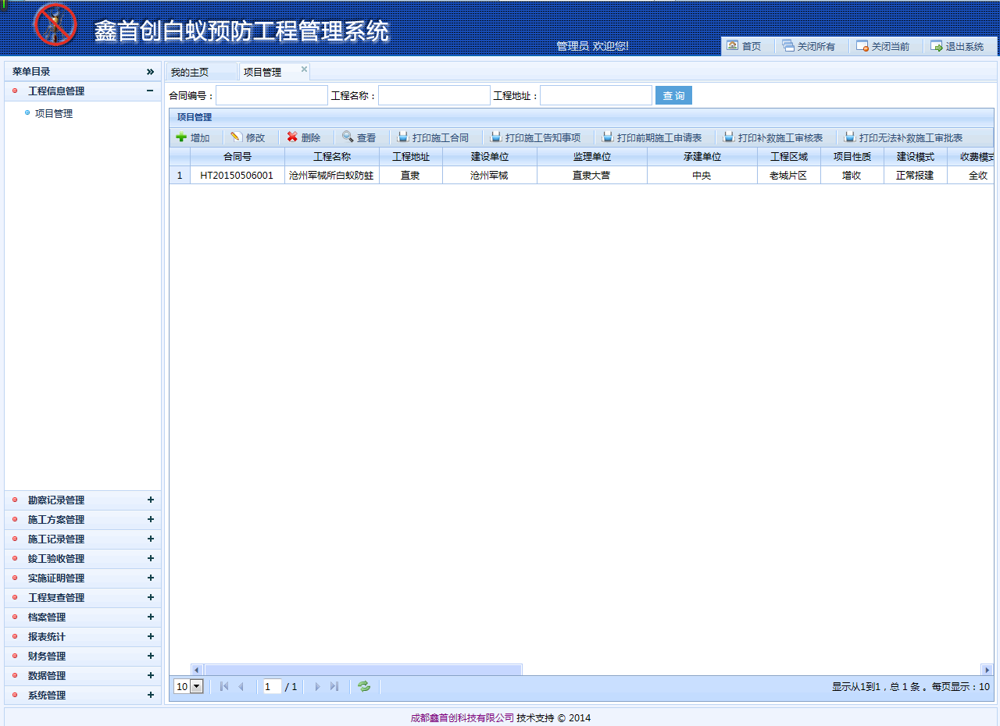 鑫首创白蚁预防工程管理系统
管理员 欢迎您!
首页 关闭所有 关闭当前 退出系统
菜单目录
工程信息管理
项目管理
勘察记录管理
施工方案管理
施工记录管理
竣工验收管理
实施证明管理
工程复查管理
档案管理
报表统计
财务管理
数据管理
系统管理
我的主页 项目管理
合同编号： 工程名称： 工程地址： 查 询
项目管理
增加 修改 删除 查看 打印施工合同 打印施工告知事项 打印前期施工申请表 打印补救施工审核表 打印无法补救施工审批表
合同号 工程名称 工程地址 建设单位 监理单位 承建单位 工程区域 项目性质 建设模式 收费模式
1 HT20150506001 沧州军械所白蚁防蛀 直隶 沧州军械 直隶大营 中央 老城片区 增收 正常报建 全收
10 1 / 1 显示从1到1，总 1 条 。每页显示：10
成都鑫首创科技有限公司 技术支持 © 2014